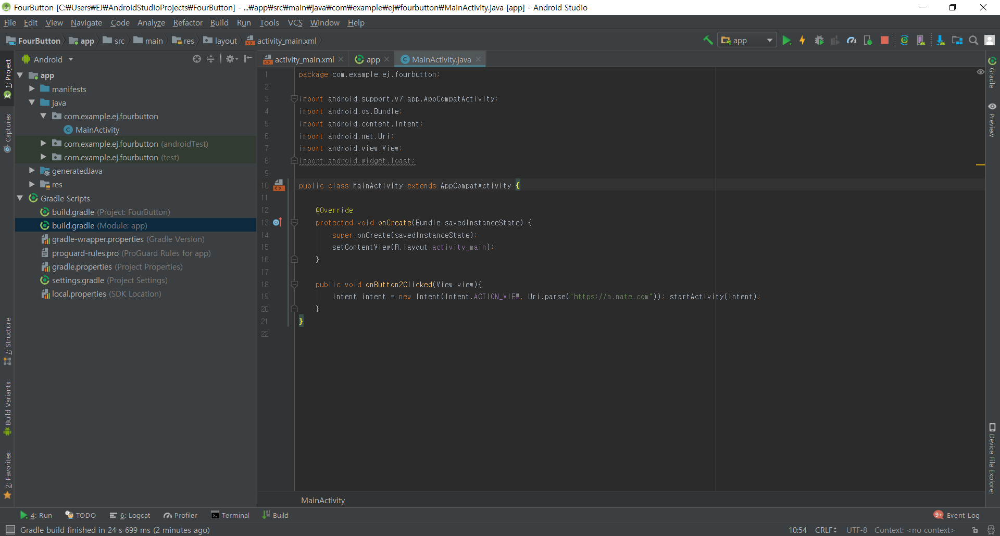 FourButton [C:₩Users₩EJ₩AndroidStudioProjects₩FourButton] - ...₩app₩src₩main₩java₩com₩example₩ej₩fourbutton₩MainActivity.java [app] - Android Studio
File Edit View Navigate Code Analyze Refactor Build Run Tools VCS Window Help
FourButton app src main res layout activity_main.xml app
Android
activity_main.xml app MainActivity.java
1: Project
Captures
7: Structure
Build Variants
2: Favorites
app
manifests
java
com.example.ej.fourbutton
MainActivity
com.example.ej.fourbutton (androidTest)
com.example.ej.fourbutton (test)
generatedJava
res
Gradle Scripts
build.gradle (Project: FourButton)
build.gradle (Module: app)
gradle-wrapper.properties (Gradle Version)
proguard-rules.pro (ProGuard Rules for app)
gradle.properties (Project Properties)
settings.gradle (Project Settings)
local.properties (SDK Location)
1 package com.example.ej.fourbutton;
2
3 import android.support.v7.app.AppCompatActivity;
4 import android.os.Bundle;
5 import android.content.Intent;
6 import android.net.Uri;
7 import android.view.View;
8 import android.widget.Toast;
9
10 public class MainActivity extends AppCompatActivity {
11
12 @Override
13 protected void onCreate(Bundle savedInstanceState) {
14 super.onCreate(savedInstanceState);
15 setContentView(R.layout.activity_main);
16 }
17
18 public void onButton2Clicked(View view){
19 Intent intent = new Intent(Intent.ACTION_VIEW, Uri.parse("https://m.nate.com")); startActivity(intent);
20 }
21 }
22
MainActivity
Gradle
Preview
Device File Explorer
4: Run TODO 6: Logcat Profiler Terminal Build 9+ Event Log
Gradle build finished in 24 s 699 ms (2 minutes ago) 10:54 CRLF UTF-8 Context: <no context>